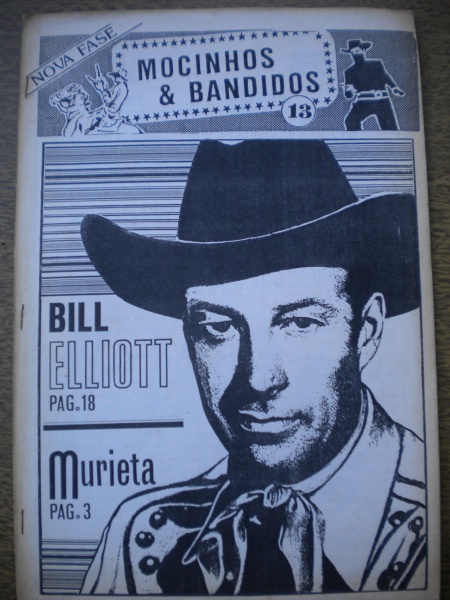 NOVA FASE
MOCINHOS
& BANDIDOS
13
BILL
ELLIOTT
PAG. 18
Murieta
PAG. 3